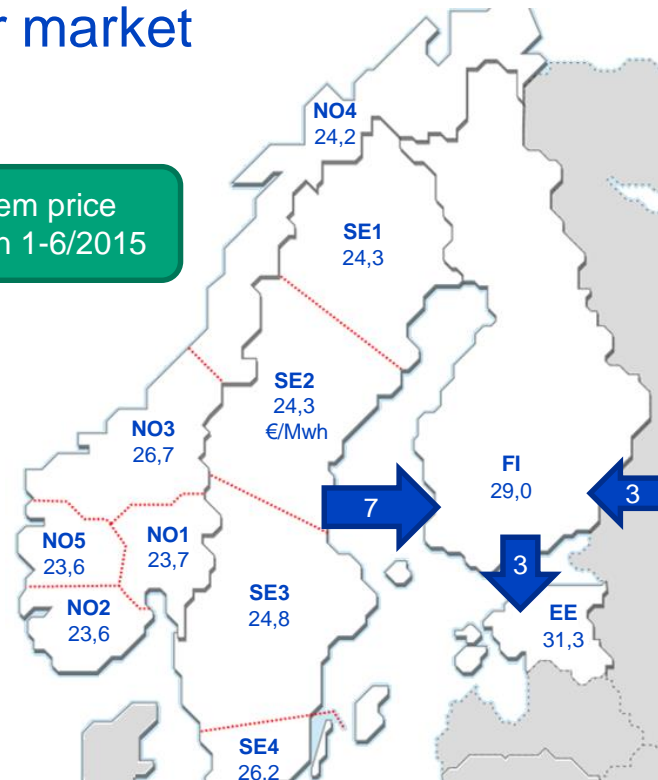 r market
NO4
24,2
em price
1-6/2015
SE1
24,3
SE2
24,3
€/Mwh
NO3
26,7
FI
29,0
7
3
NO5
23,6
NO1
23,7
3
SE3
24,8
NO2
23,6
EE
31,3
SE4
26,2